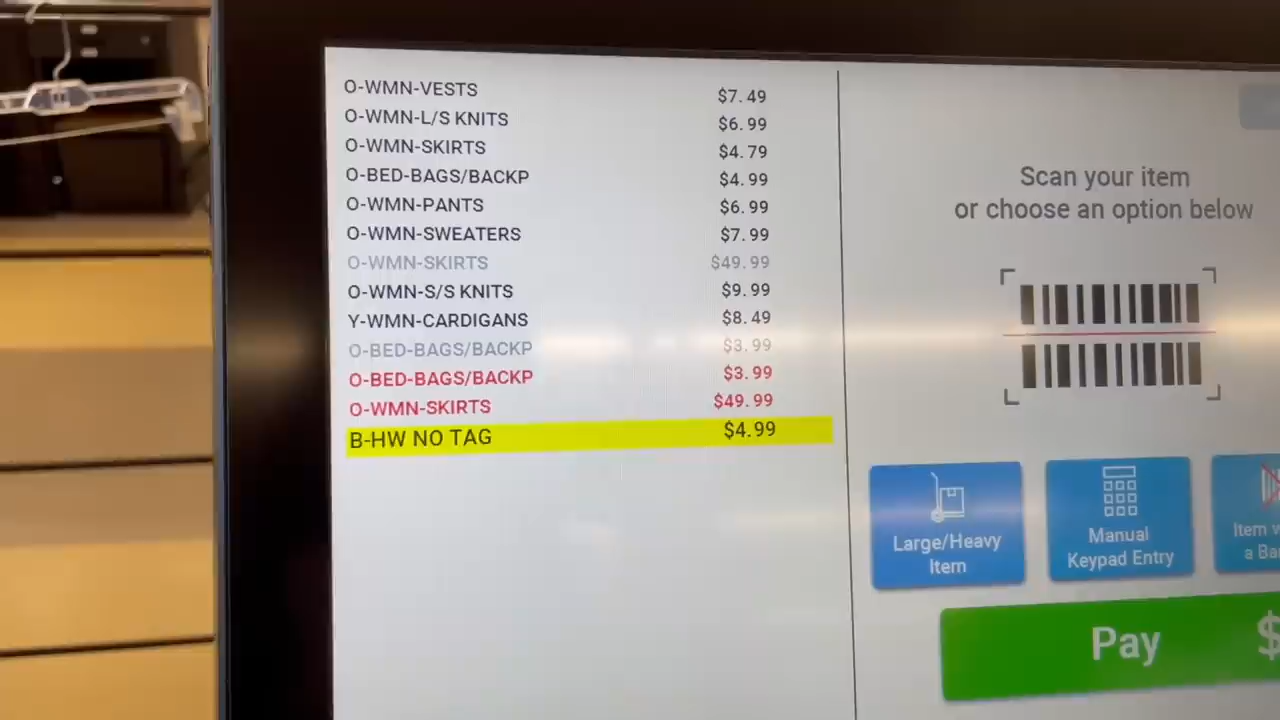 O-WMN-VESTS $7.49
O-WMN-L/S KNITS $6.99
O-WMN-SKIRTS $4.79
O-BED-BAGS/BACKP $4.99
O-WMN-PANTS $6.99
O-WMN-SWEATERS $7.99
O-WMN-SKIRTS $49.99
O-WMN-S/S KNITS $9.99
Y-WMN-CARDIGANS $8.49
O-BED-BAGS/BACKP $3.99
O-BED-BAGS/BACKP $3.99
O-WMN-SKIRTS $49.99
B-HW NO TAG $4.99
Scan your item
or choose an option below
Large/Heavy
Item
Manual
Keypad Entry
Item
a
Pay $